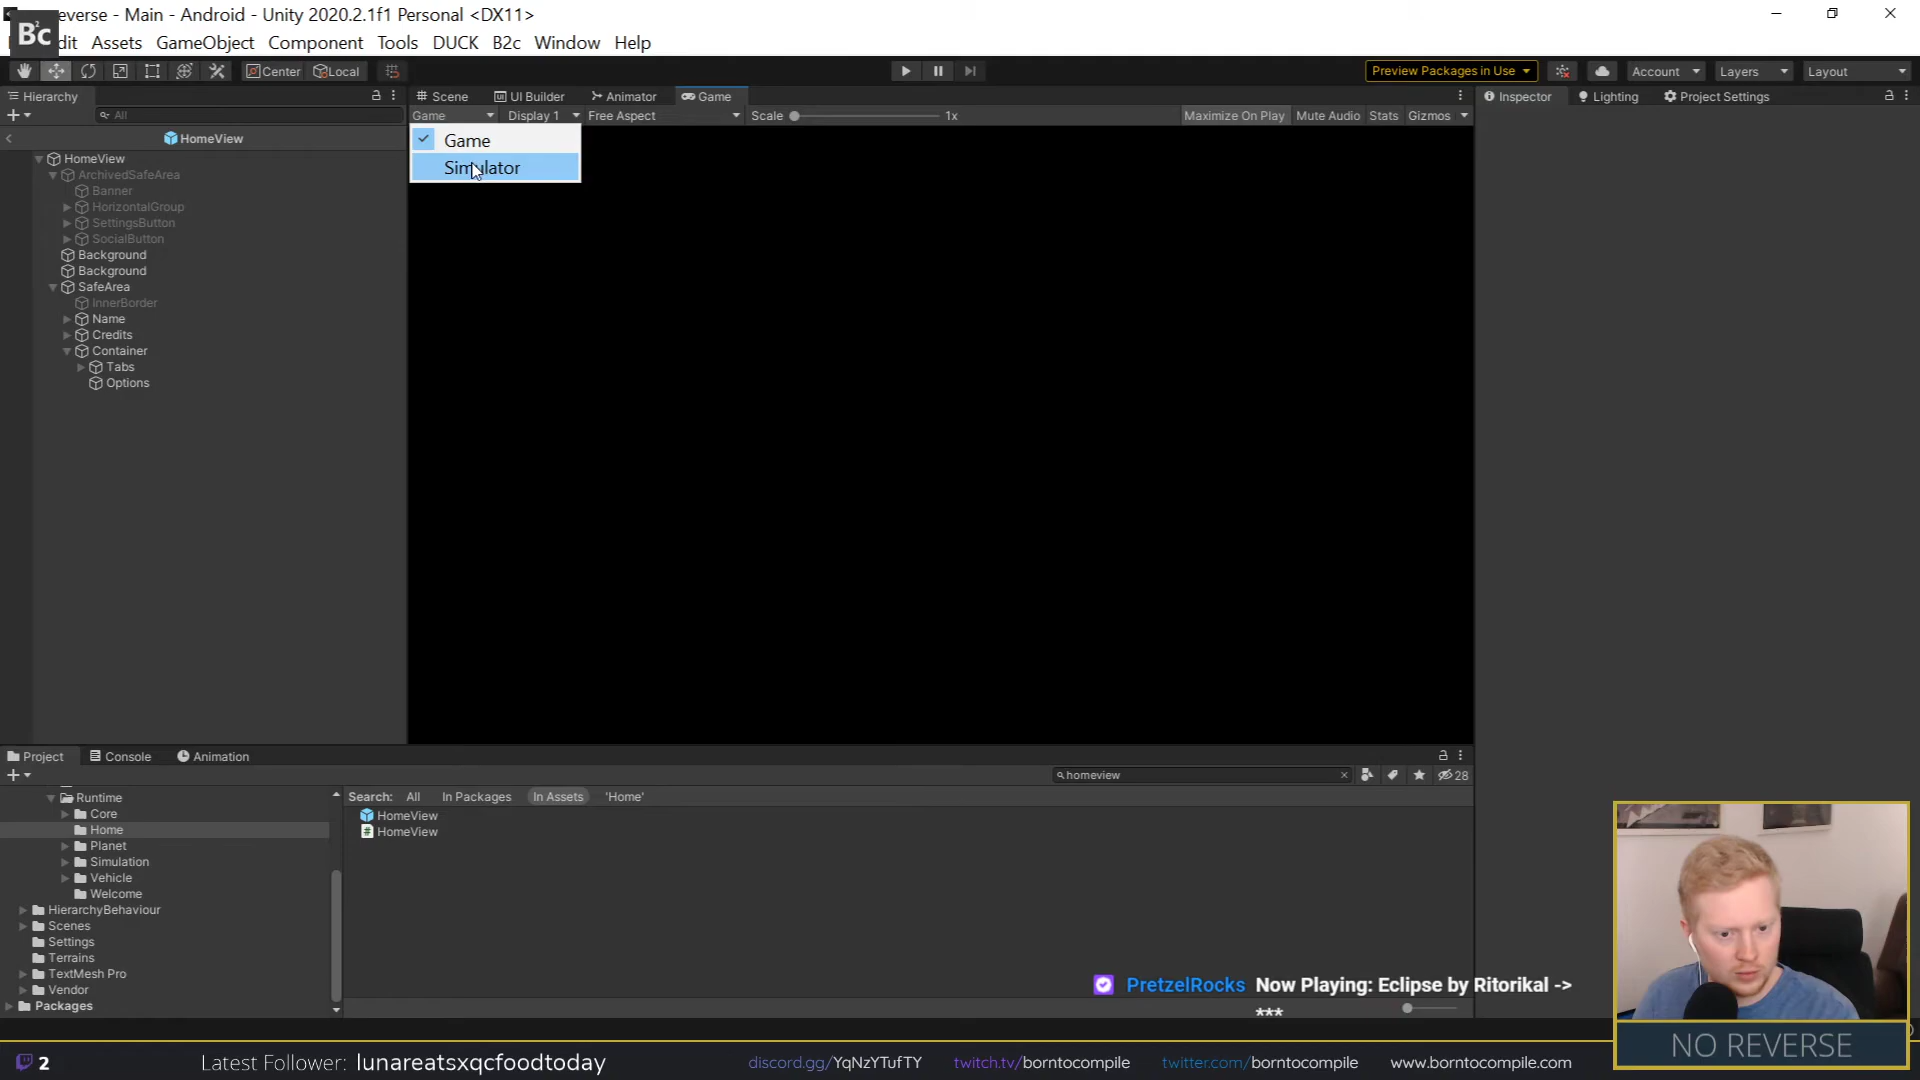 everse - Main - Android - Unity 2020.2.1f1 Personal <DX11>
B²c
dit Assets GameObject Component Tools DUCK B2c Window Help
Center Local
Preview Packages in Use Account Layers Layout
Hierarchy
Scene UI Builder Animator Game
Inspector Lighting Project Settings
All
Game Display 1 Free Aspect Scale 1x Maximize On Play Mute Audio Stats Gizmos
Game
Simulator
HomeView
HomeView
ArchivedSafeArea
Banner
HorizontalGroup
SettingsButton
SocialButton
Background
Background
SafeArea
InnerBorder
Name
Credits
Container
Tabs
Options
Project Console Animation
homeview
28
Runtime
Core
Home
Planet
Simulation
Vehicle
Welcome
HierarchyBehaviour
Scenes
Settings
Terrains
TextMesh Pro
Vendor
Packages
Search: All In Packages In Assets 'Home'
HomeView
HomeView
PretzelRocks Now Playing: Eclipse by Ritorikal ->
***
NO REVERSE
2 Latest Follower: lunareatsxqcfoodtoday discord.gg/YqNzYTufTY twitch.tv/borntocompile twitter.com/borntocompile www.borntocompile.com